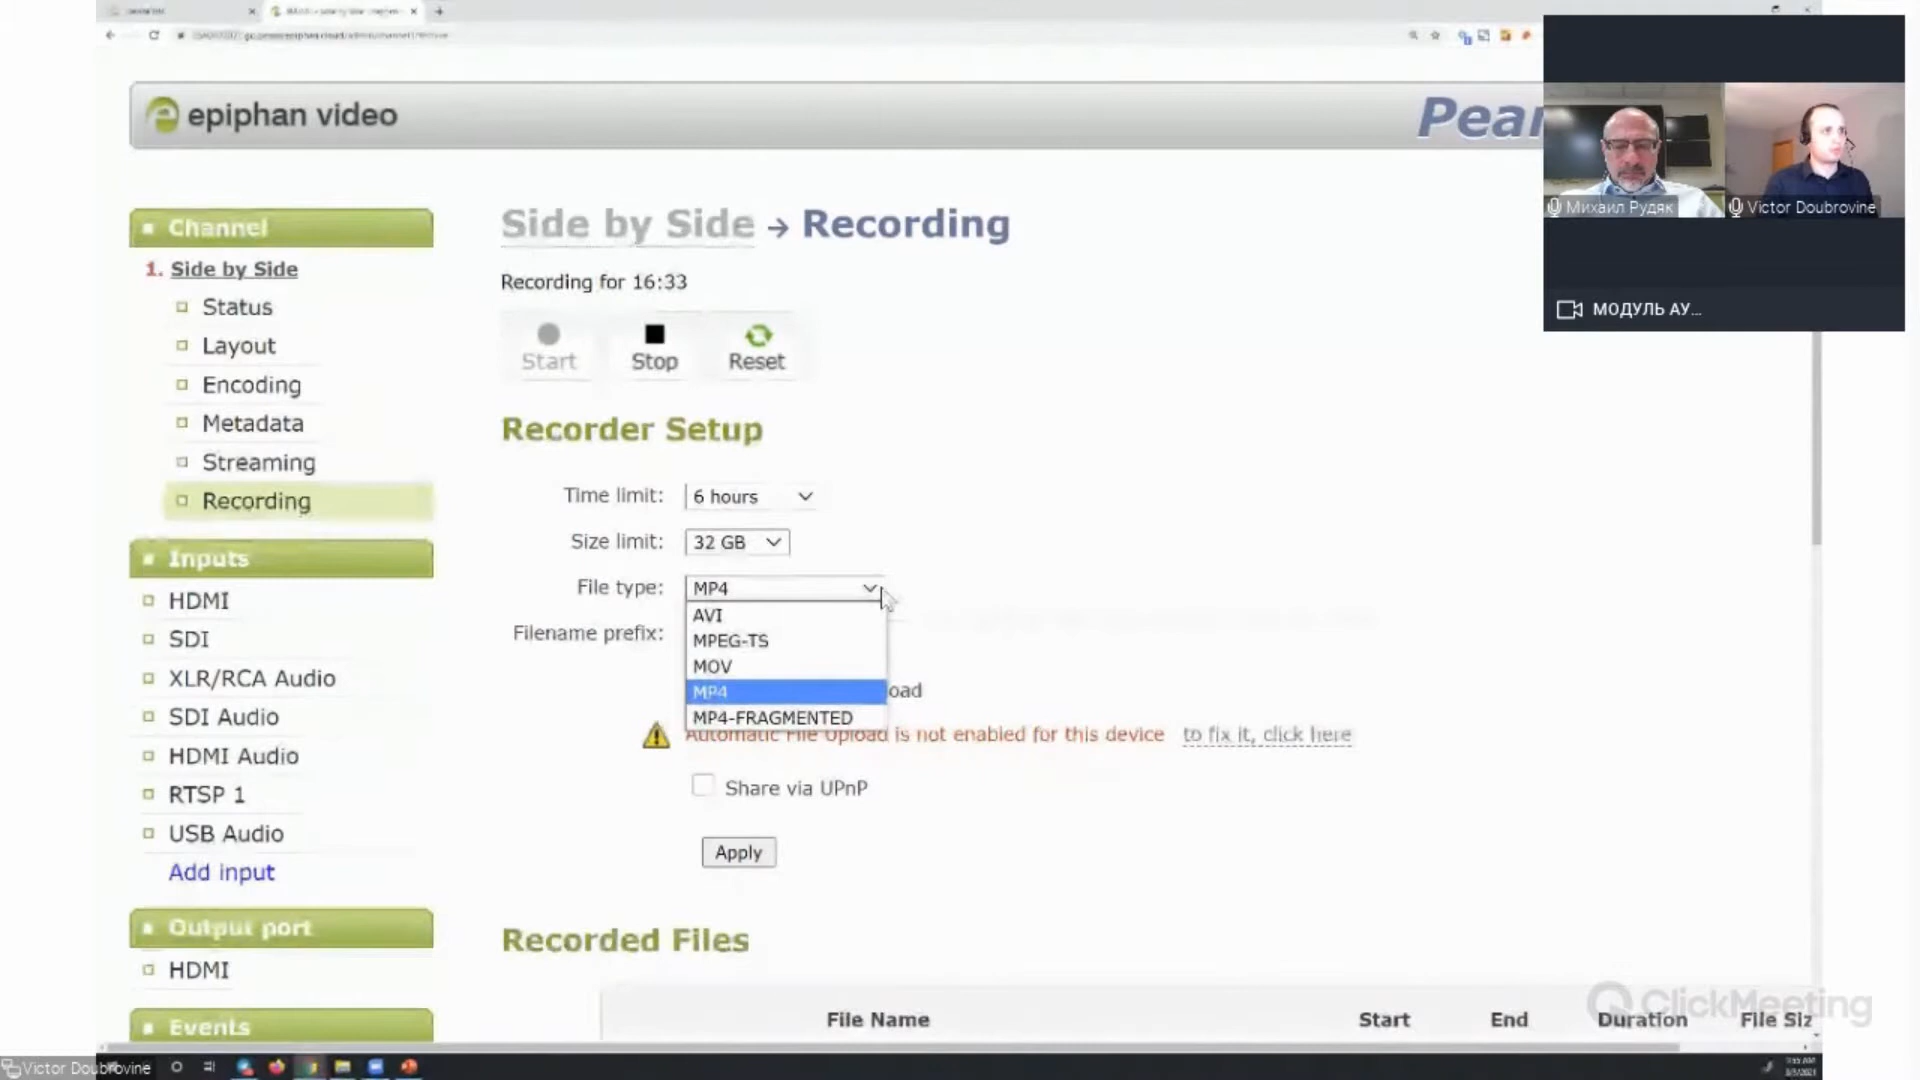 epiphan video
Pear
Channel
1. Side by Side
Status
Layout
Encoding
Metadata
Streaming
Recording
Inputs
HDMI
SDI
XLR/RCA Audio
SDI Audio
HDMI Audio
RTSP 1
USB Audio
Add input
Output port
HDMI
Events
Side by Side → Recording
Recording for 16:33
Start
Stop
Reset
Recorder Setup
Time limit: 6 hours
Size limit: 32 GB
File type: MP4
AVI
MPEG-TS
MOV
MP4
MP4-FRAGMENTED
Filename prefix:
oad
Automatic File Upload is not enabled for this device to fix it, click here
Share via UPnP
Apply
Recorded Files
File Name Start End Duration File Siz
Михаил Рудяк
Victor Doubrovine
МОДУЛЬ АУ...
ClickMeeting
Victor Doubrovine